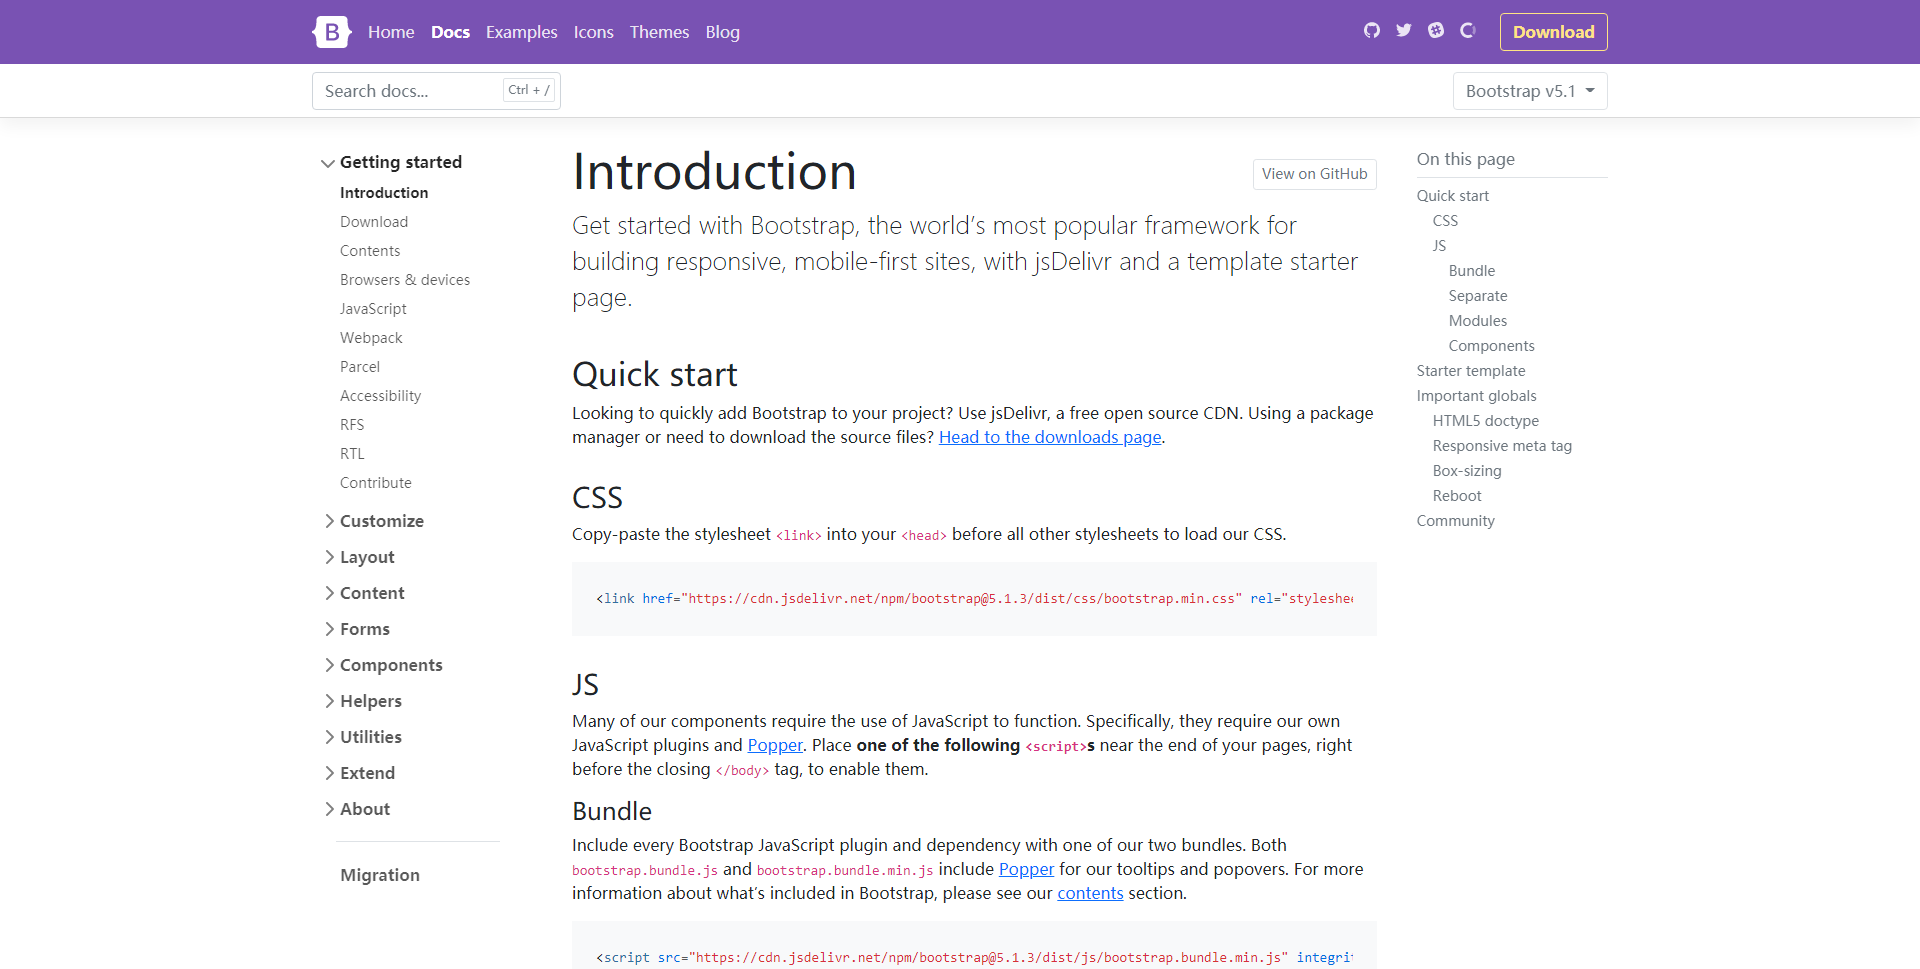 B Home Docs Examples Icons Themes Blog Download
Search docs... Ctrl + / Bootstrap v5.1
Getting started
Introduction
Download
Contents
Browsers & devices
JavaScript
Webpack
Parcel
Accessibility
RFS
RTL
Contribute
Customize
Layout
Content
Forms
Components
Helpers
Utilities
Extend
About
Migration
Introduction
View on GitHub
Get started with Bootstrap, the world’s most popular framework for
building responsive, mobile-first sites, with jsDelivr and a template starter
page.
Quick start
Looking to quickly add Bootstrap to your project? Use jsDelivr, a free open source CDN. Using a package
manager or need to download the source files? Head to the downloads page.
CSS
Copy-paste the stylesheet <link> into your <head> before all other stylesheets to load our CSS.
<link href="https://cdn.jsdelivr.net/npm/bootstrap@5.1.3/dist/css/bootstrap.min.css" rel="styleshee
JS
Many of our components require the use of JavaScript to function. Specifically, they require our own
JavaScript plugins and Popper. Place one of the following <script>s near the end of your pages, right
before the closing </body> tag, to enable them.
Bundle
Include every Bootstrap JavaScript plugin and dependency with one of our two bundles. Both
bootstrap.bundle.js and bootstrap.bundle.min.js include Popper for our tooltips and popovers. For more
information about what’s included in Bootstrap, please see our contents section.
<script src="https://cdn.jsdelivr.net/npm/bootstrap@5.1.3/dist/js/bootstrap.bundle.min.js" integrit
On this page
Quick start
CSS
JS
Bundle
Separate
Modules
Components
Starter template
Important globals
HTML5 doctype
Responsive meta tag
Box-sizing
Reboot
Community